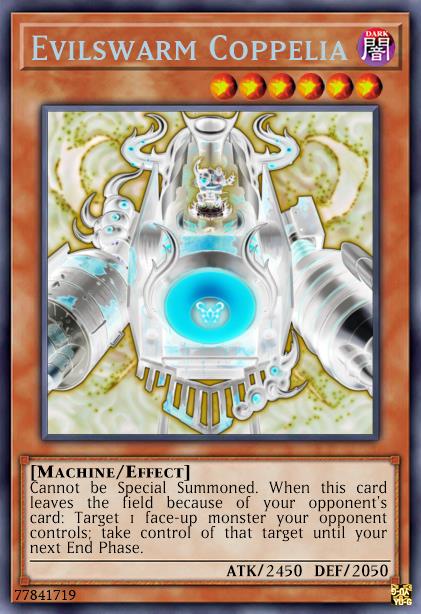 Evilswarm Coppelia
DARK
闇
[Machine/Effect]
Cannot be Special Summoned. When this card
leaves the field because of your opponent's
card: Target 1 face-up monster your opponent
controls; take control of that target until your
next End Phase.
ATK/2450 DEF/2050
77841719